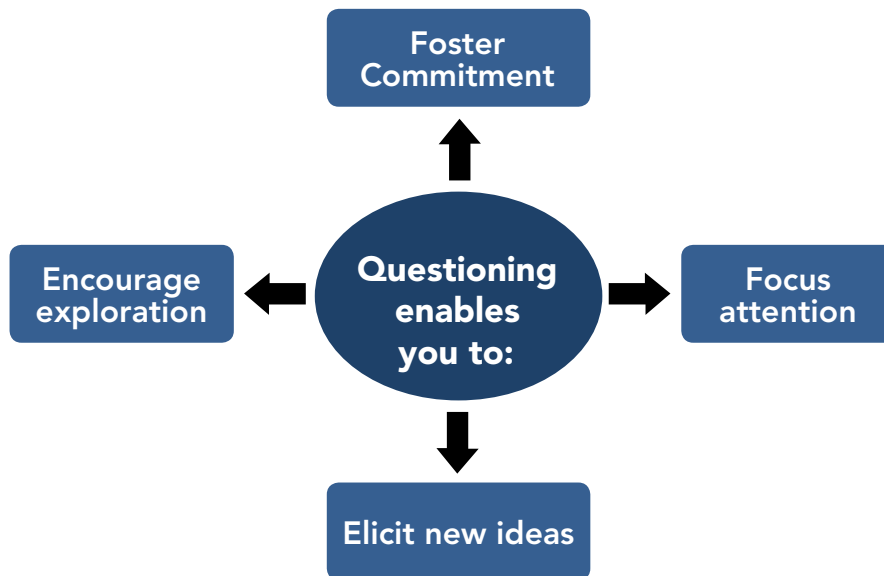 Foster
Commitment
Encourage
exploration
Questioning
enables
you to:
Focus
attention
Elicit new ideas